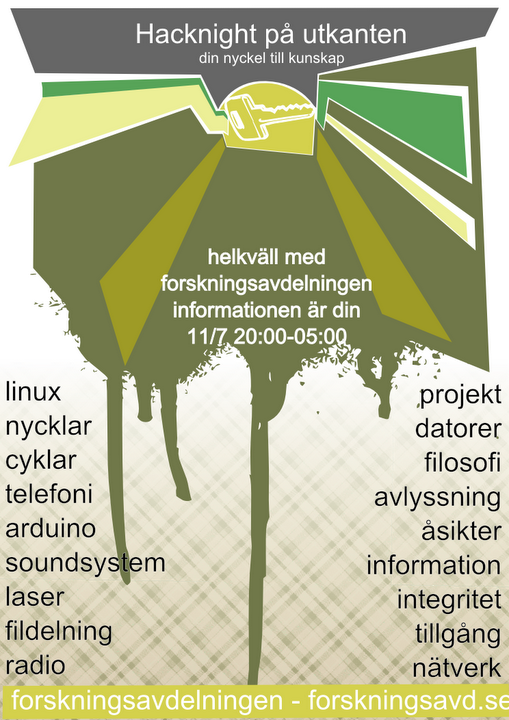 Hacknight på utkanten
din nyckel till kunskap
helkväll med
forskningsavdelningen
informationen är din
11/7 20:00-05:00
linux
nycklar
cyklar
telefoni
arduino
soundsystem
laser
fildelning
radio
projekt
datorer
filosofi
avlyssning
åsikter
information
integritet
tillgång
nätverk
forskningsavdelningen - forskningsavd.se